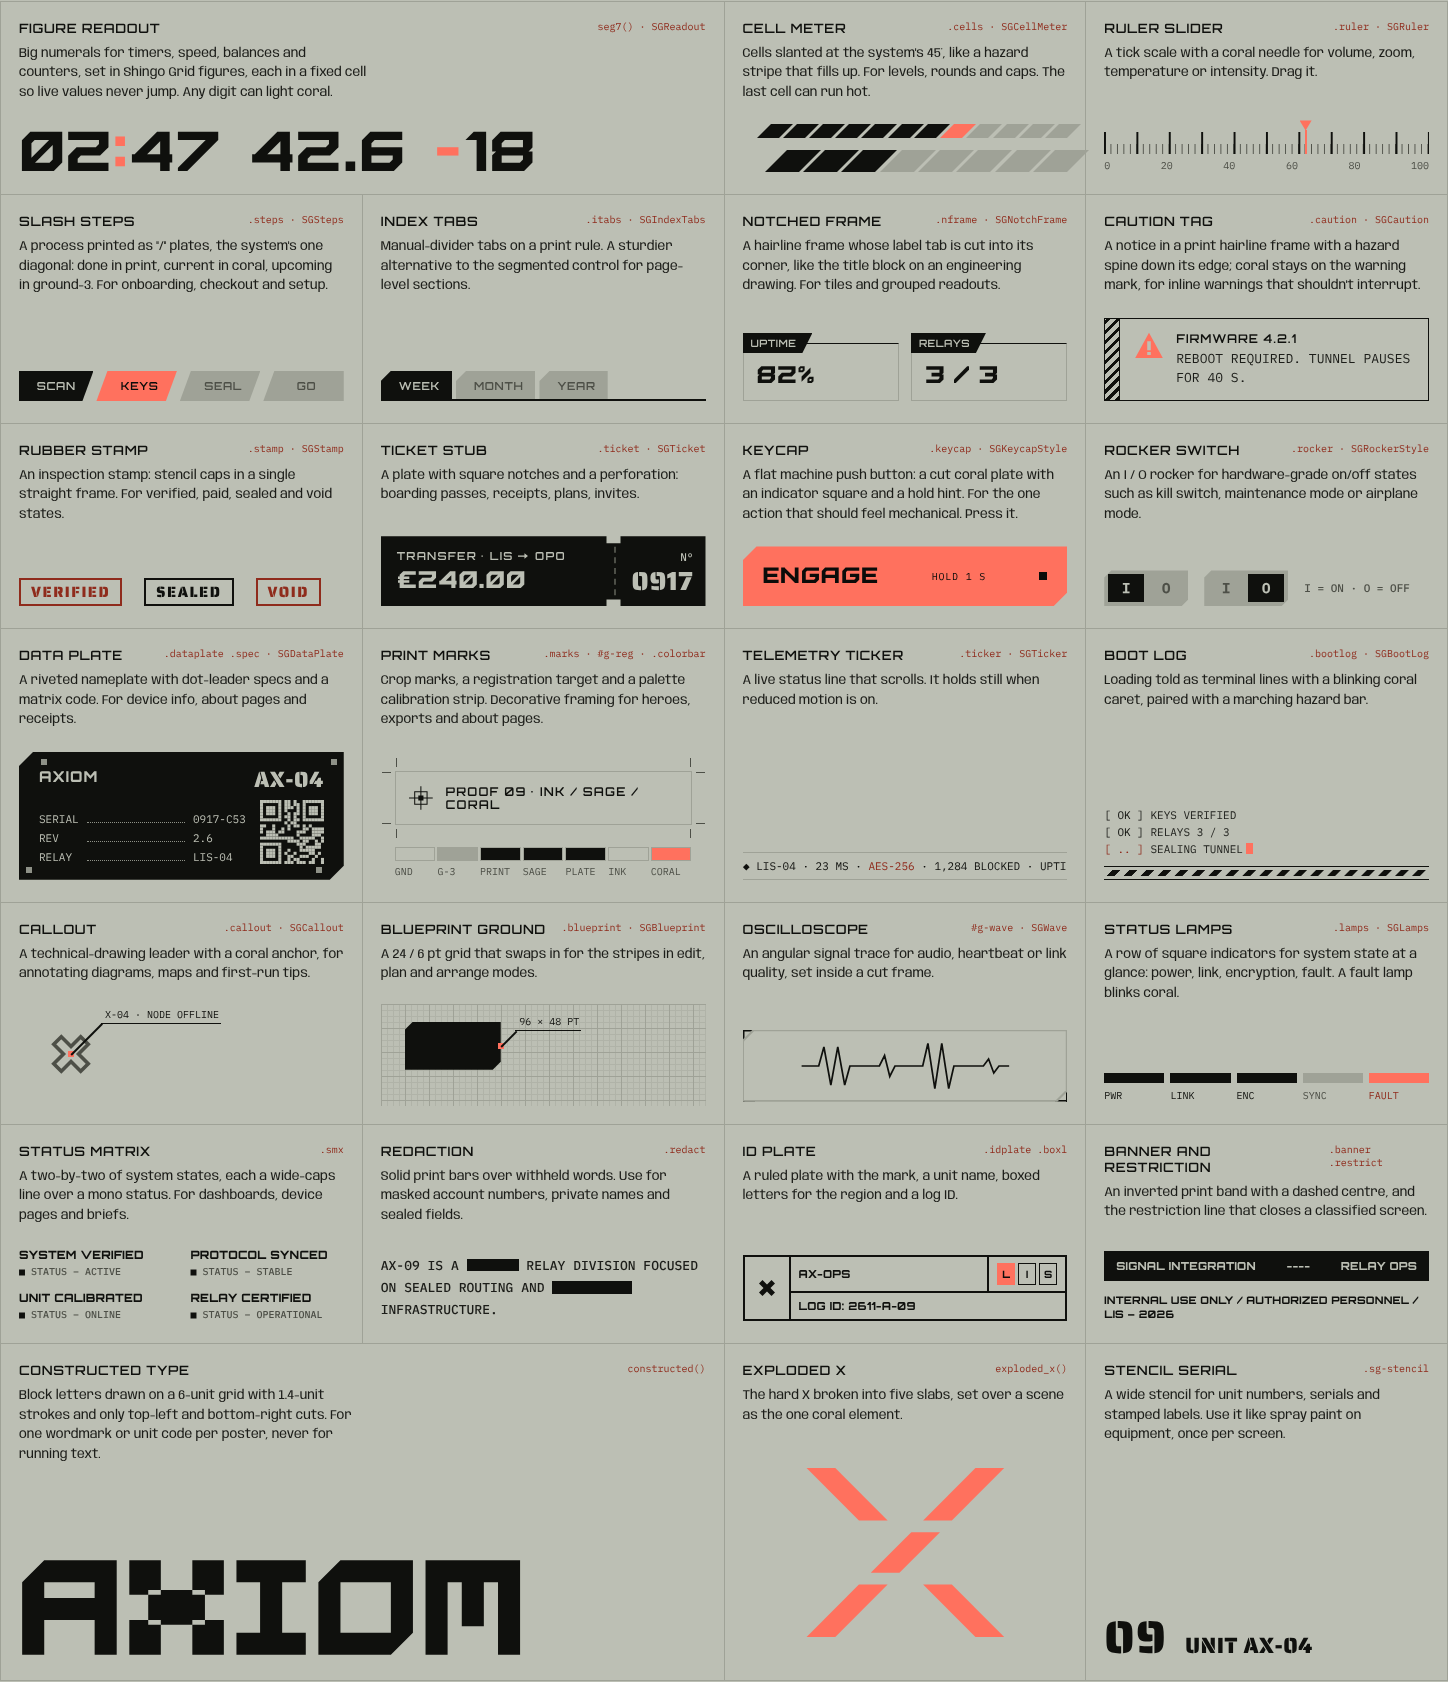 FIGURE READOUT
seg7() · SGReadout
Big numerals for timers, speed, balances and
counters, set in Shingo Grid figures, each in a fixed cell
so live values never jump. Any digit can light coral.
02:47 42.6 -18
CELL METER
.cells · SGCellMeter
Cells slanted at the system's 45°, like a hazard
stripe that fills up. For levels, rounds and caps. The
last cell can run hot.
RULER SLIDER
.ruler · SGRuler
A tick scale with a coral needle for volume, zoom,
temperature or intensity. Drag it.
0 20 40 60 80 100
SLASH STEPS
.steps · SGSteps
A process printed as "/" plates, the system's one
diagonal: done in print, current in coral, upcoming
in ground-3. For onboarding, checkout and setup.
SCAN KEYS SEAL GO
INDEX TABS
.itabs · SGIndexTabs
Manual-divider tabs on a print rule. A sturdier
alternative to the segmented control for page-
level sections.
WEEK MONTH YEAR
NOTCHED FRAME
.nframe · SGNotchFrame
A hairline frame whose label tab is cut into its
corner, like the title block on an engineering
drawing. For tiles and grouped readouts.
UPTIME
82%
RELAYS
3 / 3
CAUTION TAG
.caution · SGCaution
A notice in a print hairline frame with a hazard
spine down its edge; coral stays on the warning
mark, for inline warnings that shouldn't interrupt.
FIRMWARE 4.2.1
REBOOT REQUIRED. TUNNEL PAUSES
FOR 40 S.
RUBBER STAMP
.stamp · SGStamp
An inspection stamp: stencil caps in a single
straight frame. For verified, paid, sealed and void
states.
VERIFIED SEALED VOID
TICKET STUB
.ticket · SGTicket
A plate with square notches and a perforation:
boarding passes, receipts, plans, invites.
TRANSFER · LIS → OPO
€240.00
N°
0917
KEYCAP
.keycap · SGKeycapStyle
A flat machine push button: a cut coral plate with
an indicator square and a hold hint. For the one
action that should feel mechanical. Press it.
ENGAGE HOLD 1 S
ROCKER SWITCH
.rocker · SGRockerStyle
An I / O rocker for hardware-grade on/off states
such as kill switch, maintenance mode or airplane
mode.
I O I O I = ON · O = OFF
DATA PLATE
.dataplate .spec · SGDataPlate
A riveted nameplate with dot-leader specs and a
matrix code. For device info, about pages and
receipts.
AXIOM
AX-04
SERIAL 0917-C53
REV 2.6
RELAY LIS-04
PRINT MARKS
.marks · #g-reg · .colorbar
Crop marks, a registration target and a palette
calibration strip. Decorative framing for heroes,
exports and about pages.
PROOF 09 · INK / SAGE /
CORAL
GND G-3 PRINT SAGE PLATE INK CORAL
TELEMETRY TICKER
.ticker · SGTicker
A live status line that scrolls. It holds still when
reduced motion is on.
◆ LIS-04 · 23 MS · AES-256 · 1,284 BLOCKED · UPTI
BOOT LOG
.bootlog · SGBootLog
Loading told as terminal lines with a blinking coral
caret, paired with a marching hazard bar.
[ OK ] KEYS VERIFIED
[ OK ] RELAYS 3 / 3
[ .. ] SEALING TUNNEL
CALLOUT
.callout · SGCallout
A technical-drawing leader with a coral anchor, for
annotating diagrams, maps and first-run tips.
X-04 · NODE OFFLINE
BLUEPRINT GROUND
.blueprint · SGBlueprint
A 24 / 6 pt grid that swaps in for the stripes in edit,
plan and arrange modes.
96 × 48 PT
OSCILLOSCOPE
#g-wave · SGWave
An angular signal trace for audio, heartbeat or link
quality, set inside a cut frame.
STATUS LAMPS
.lamps · SGLamps
A row of square indicators for system state at a
glance: power, link, encryption, fault. A fault lamp
blinks coral.
PWR LINK ENC SYNC FAULT
STATUS MATRIX
.smx
A two-by-two of system states, each a wide-caps
line over a mono status. For dashboards, device
pages and briefs.
SYSTEM VERIFIED
STATUS – ACTIVE
PROTOCOL SYNCED
STATUS – STABLE
UNIT CALIBRATED
STATUS – ONLINE
RELAY CERTIFIED
STATUS – OPERATIONAL
REDACTION
.redact
Solid print bars over withheld words. Use for
masked account numbers, private names and
sealed fields.
AX-09 IS A RELAY DIVISION FOCUSED
ON SEALED ROUTING AND
INFRASTRUCTURE.
ID PLATE
.idplate .boxl
A ruled plate with the mark, a unit name, boxed
letters for the region and a log ID.
AX-OPS
L I S
LOG ID: 2611-A-09
BANNER AND
RESTRICTION
.banner
.restrict
An inverted print band with a dashed centre, and
the restriction line that closes a classified screen.
SIGNAL INTEGRATION ---- RELAY OPS
INTERNAL USE ONLY / AUTHORIZED PERSONNEL /
LIS – 2026
CONSTRUCTED TYPE
constructed()
Block letters drawn on a 6-unit grid with 1.4-unit
strokes and only top-left and bottom-right cuts. For
one wordmark or unit code per poster, never for
running text.
AXIOM
EXPLODED X
exploded_x()
The hard X broken into five slabs, set over a scene
as the one coral element.
X
STENCIL SERIAL
.sg-stencil
A wide stencil for unit numbers, serials and
stamped labels. Use it like spray paint on
equipment, once per screen.
09 UNIT AX-04